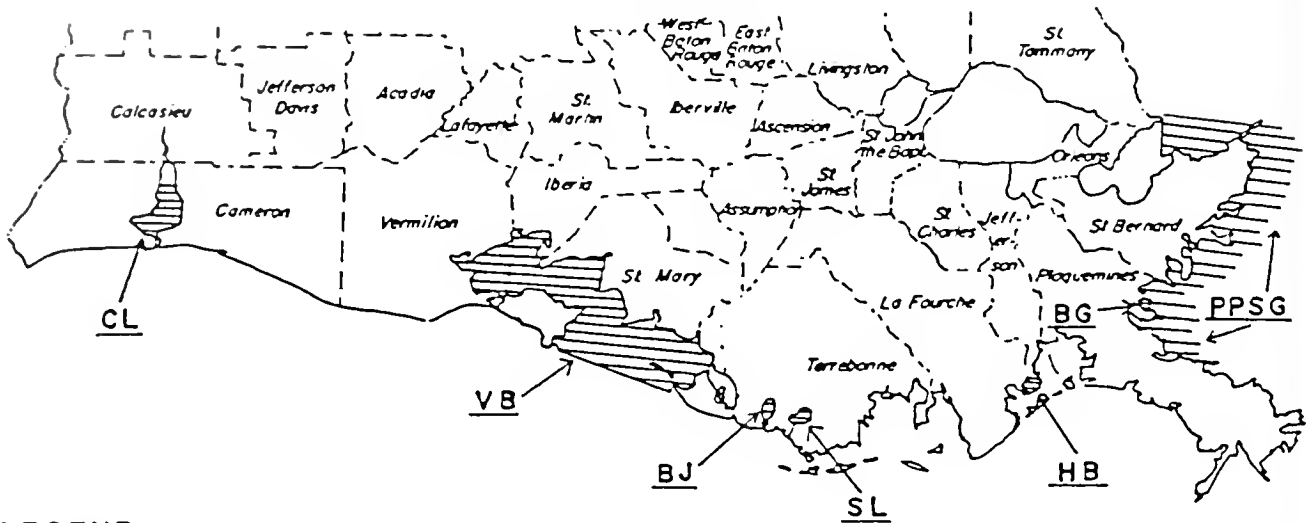 West
Baton
Rouge
East
Baton
Rouge
St
Tammany
Livingston
Calcasieu
Jefferson
Davis
Acadia
Lafayette
St.
Martin
Iberville
Ascension
St John
the Bapt
Orleans
Iberia
St
James
Cameron
Vermilion
Assumption
St
Charles
Jeff
er-
son
St Bernard
St Mary
Plaquemines
La Fourche
CL
BG
PPSG
Terrebonne
VB
BJ
SL
HB